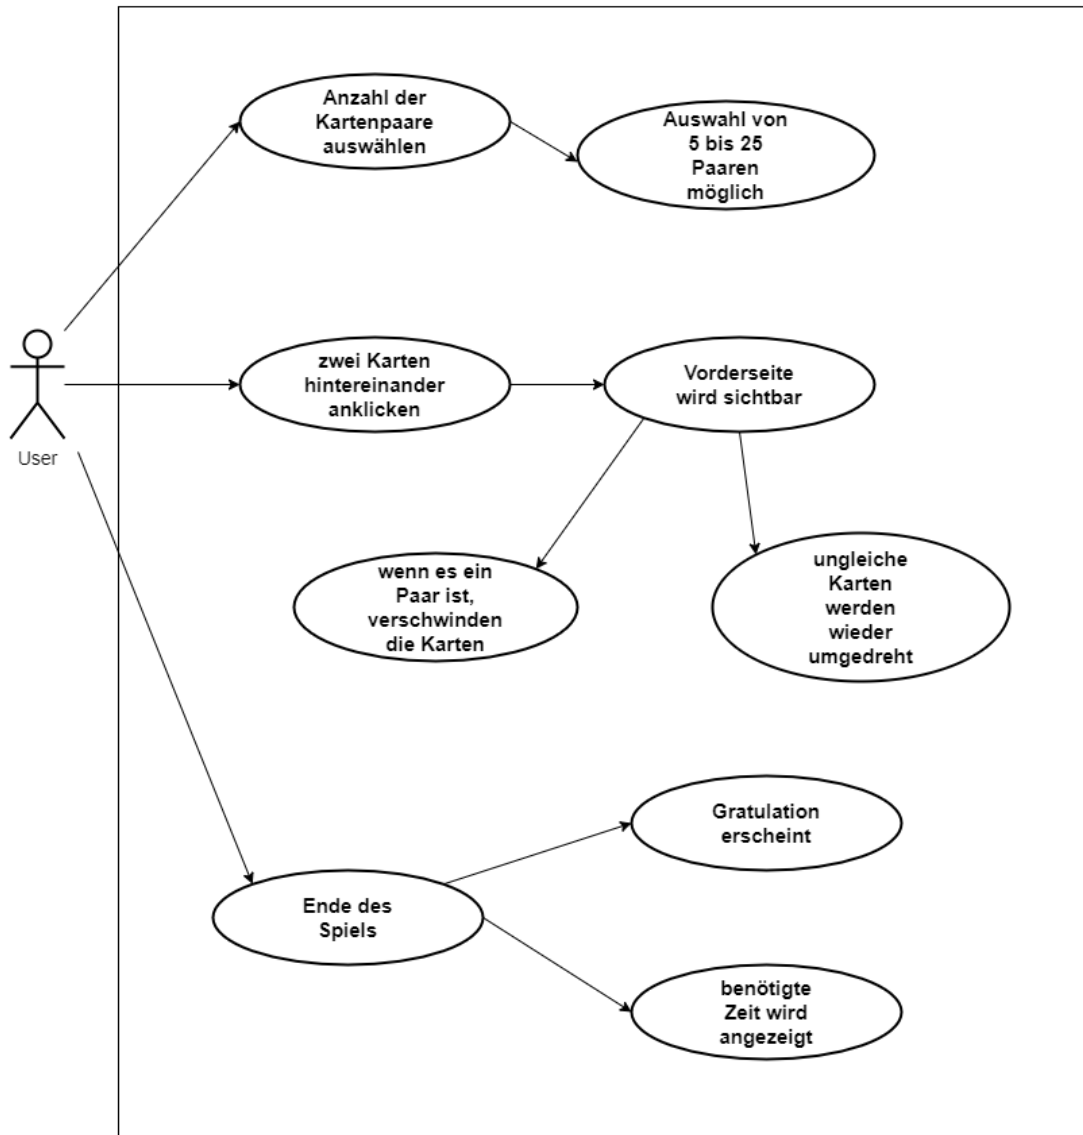 Anzahl der
Kartenpaare
auswählen
Auswahl von
5 bis 25
Paaren
möglich
User
zwei Karten
hintereinander
anklicken
Vorderseite
wird sichtbar
wenn es ein
Paar ist,
verschwinden
die Karten
ungleiche
Karten
werden
wieder
umgedreht
Ende des
Spiels
Gratulation
erscheint
benötigte
Zeit wird
angezeigt